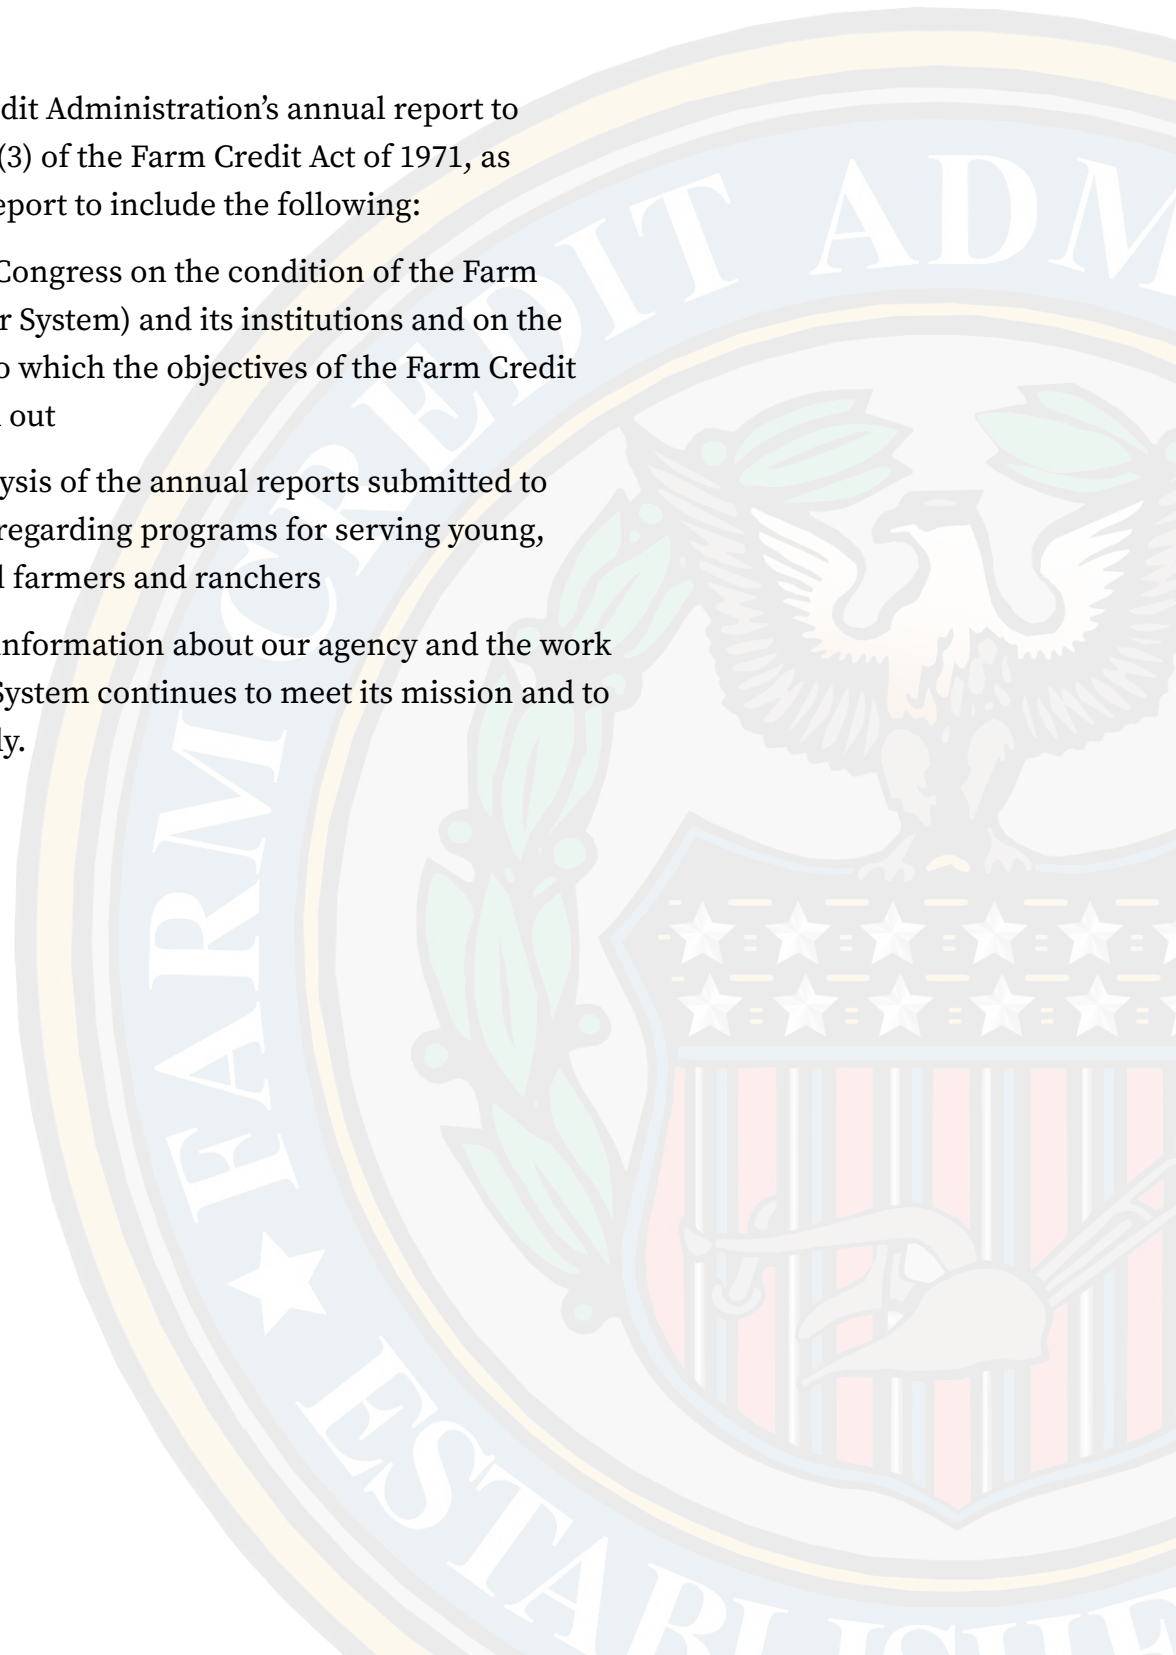 dit Administration’s annual report to
(3) of the Farm Credit Act of 1971, as
eport to include the following:
Congress on the condition of the Farm
r System) and its institutions and on the
o which the objectives of the Farm Credit
out
ysis of the annual reports submitted to
regarding programs for serving young,
l farmers and ranchers
information about our agency and the work
System continues to meet its mission and to
ly.
FARM CREDIT ADM
ESTABLISHE